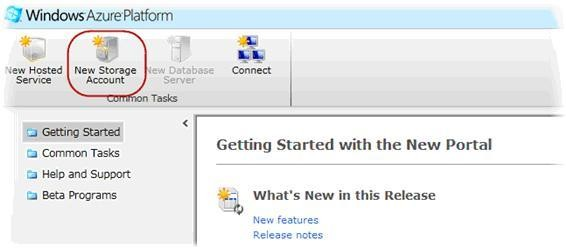 Windows Azure Platform
New Hosted
Service
New Storage
Account
New Database
Server
Connect
Common Tasks
Getting Started
Common Tasks
Help and Support
Beta Programs
Getting Started with the New Portal
What's New in this Release
New features
Release notes